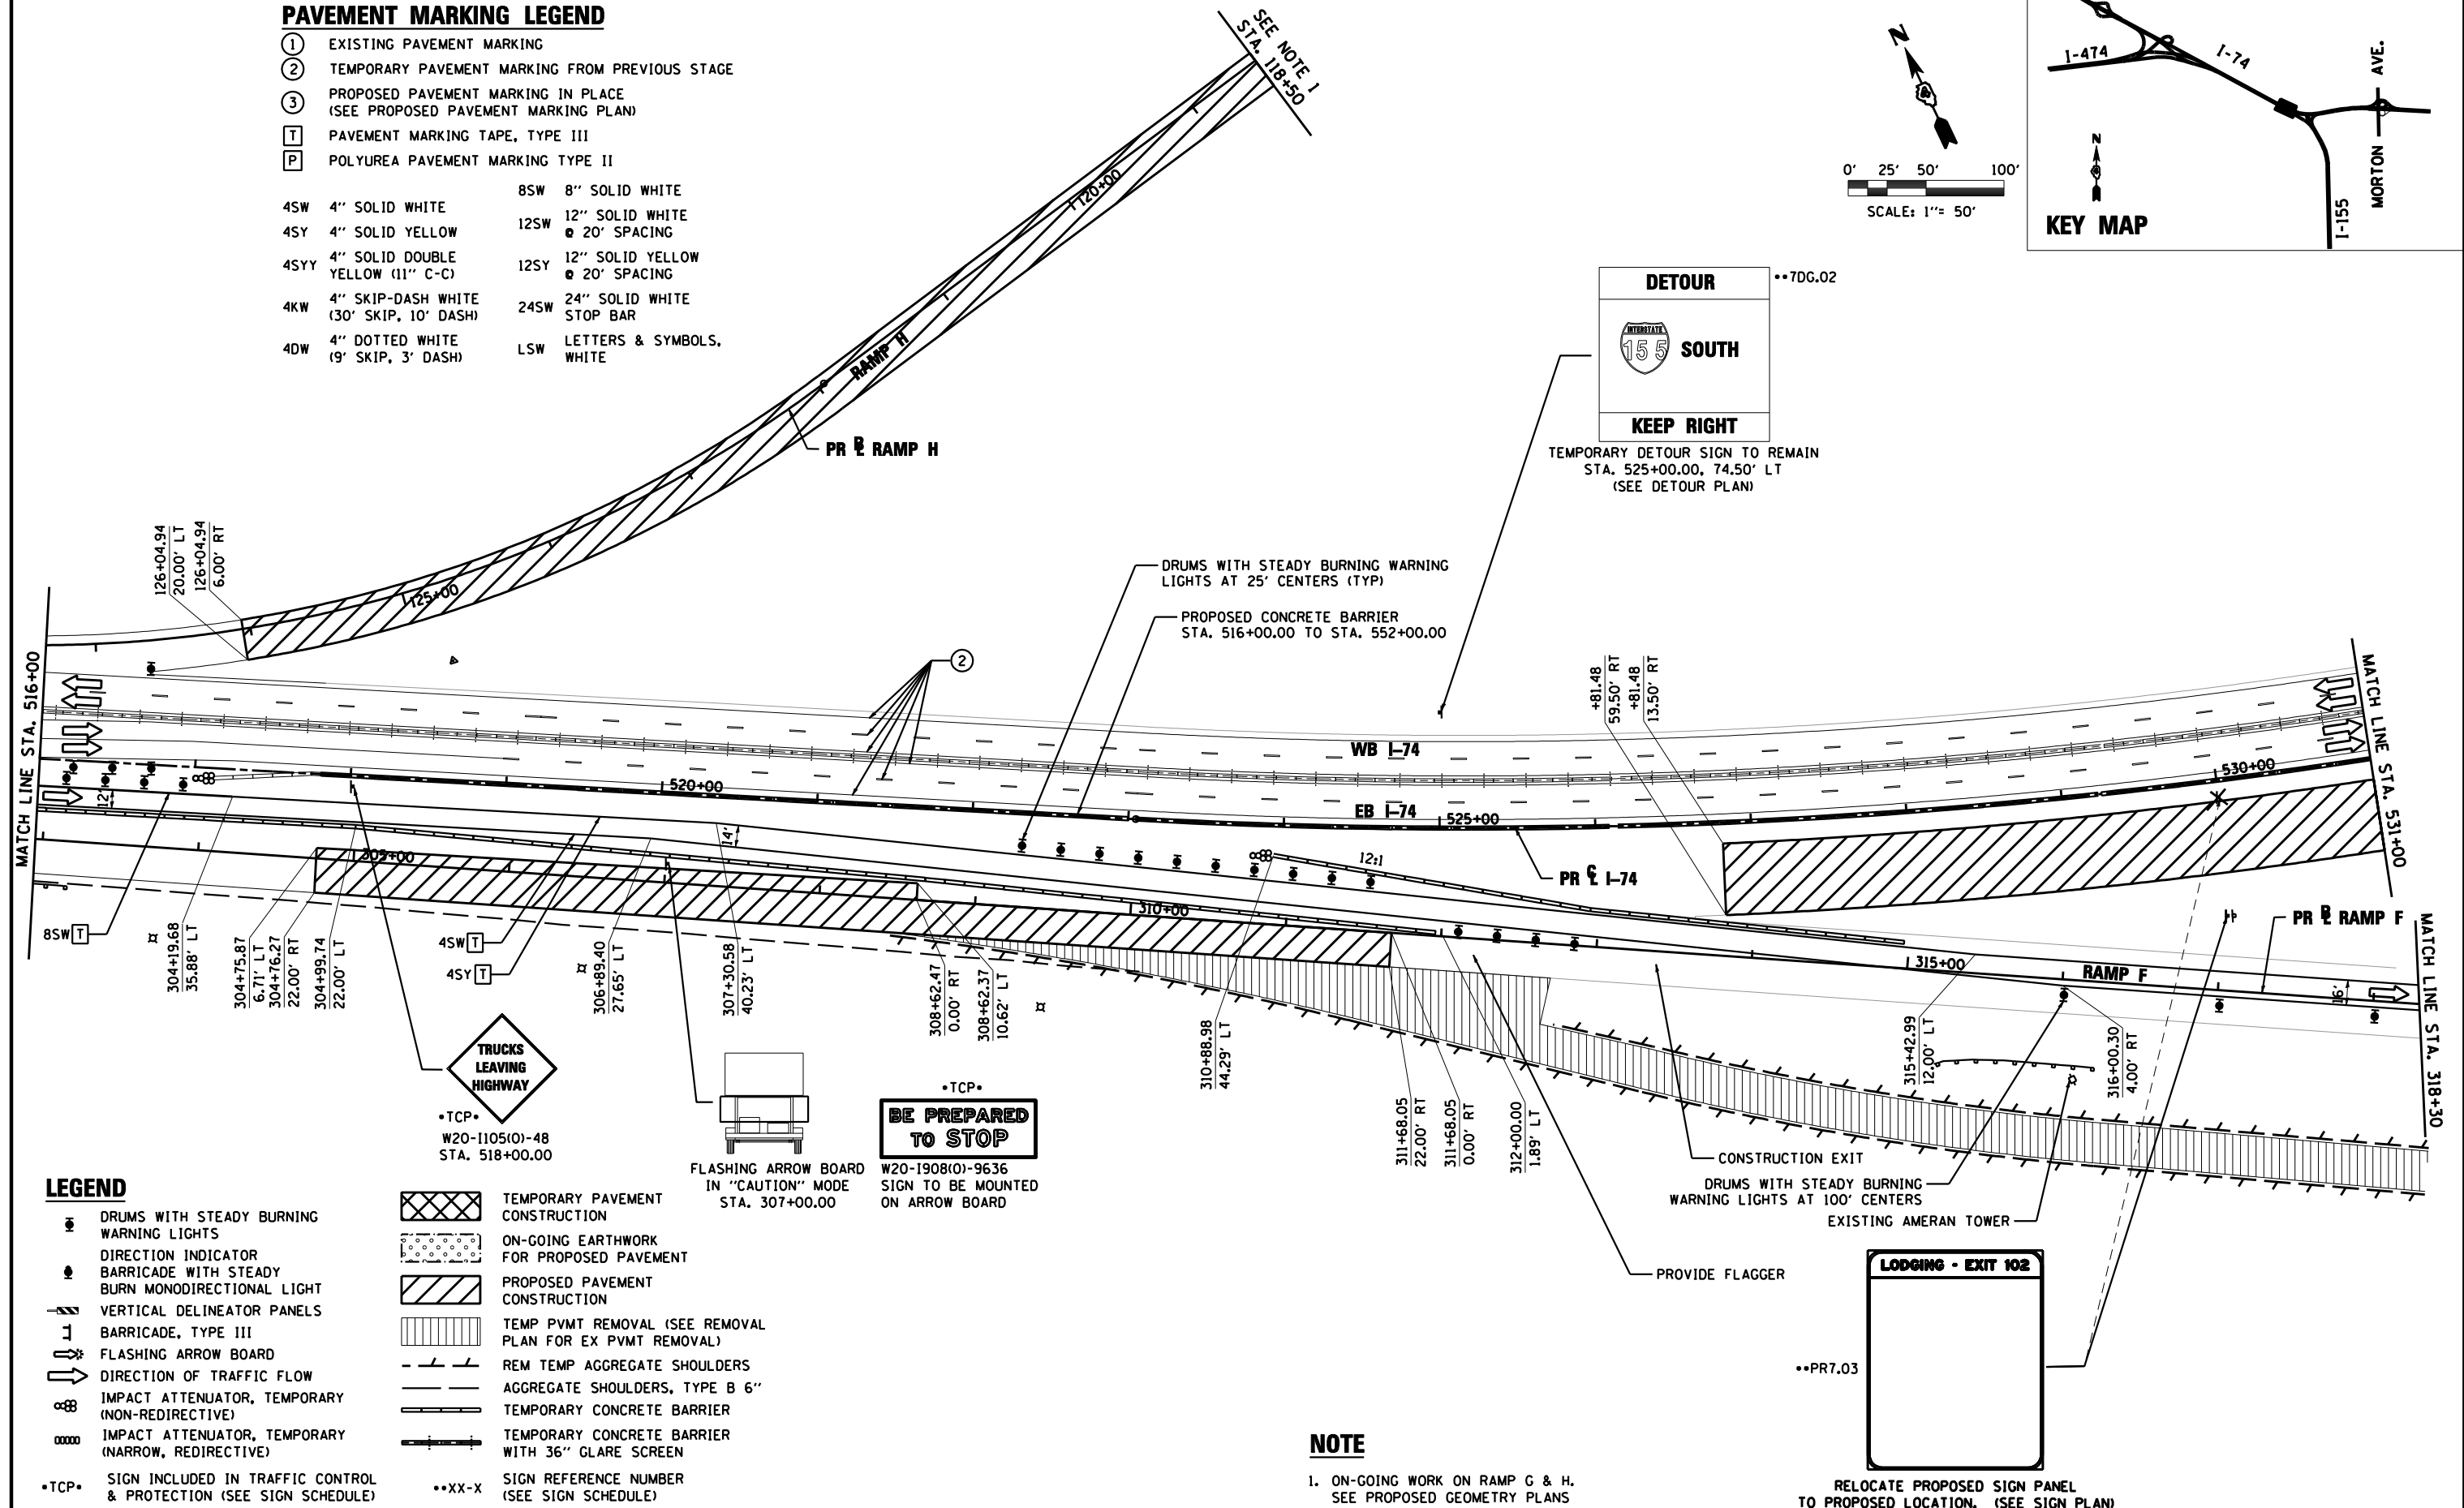 PAVEMENT MARKING LEGEND
1 EXISTING PAVEMENT MARKING
2 TEMPORARY PAVEMENT MARKING FROM PREVIOUS STAGE
3 PROPOSED PAVEMENT MARKING IN PLACE
(SEE PROPOSED PAVEMENT MARKING PLAN)
T PAVEMENT MARKING TAPE, TYPE III
P POLYUREA PAVEMENT MARKING TYPE II
4SW 4" SOLID WHITE
4SY 4" SOLID YELLOW
4SYY 4" SOLID DOUBLE
YELLOW (11" C-C)
4KW 4" SKIP-DASH WHITE
(30' SKIP, 10' DASH)
4DW 4" DOTTED WHITE
(9' SKIP, 3' DASH)
8SW 8" SOLID WHITE
12SW 12" SOLID WHITE
@ 20' SPACING
12SY 12" SOLID YELLOW
@ 20' SPACING
24SW 24" SOLID WHITE
STOP BAR
LSW LETTERS & SYMBOLS,
WHITE
SEE NOTE 1
STA. 118+50
120+00
RAMP H
PR BL RAMP H
125+00
126+04.94
20.00' LT
126+04.94
6.00' RT
N
0' 25' 50' 100'
SCALE: 1"= 50'
I-474
I-74
MORTON AVE.
I-155
N
KEY MAP
DETOUR
INTERSTATE
155 SOUTH
KEEP RIGHT
••7DG.02
TEMPORARY DETOUR SIGN TO REMAIN
STA. 525+00.00, 74.50' LT
(SEE DETOUR PLAN)
DRUMS WITH STEADY BURNING WARNING
LIGHTS AT 25' CENTERS (TYP)
PROPOSED CONCRETE BARRIER
STA. 516+00.00 TO STA. 552+00.00
2
+81.48
59.50' RT
+81.48
13.50' RT
MATCH LINE STA. 516+00
MATCH LINE STA. 531+00
WB I-74
EB I-74
520+00
525+00
530+00
12'
14'
12:1
PR CL I-74
305+00
310+00
315+00
RAMP F
PR BL RAMP F
16'
MATCH LINE STA. 318+30
8SW T
304+19.68
35.88' LT
304+75.87
6.71' LT
304+76.27
22.00' RT
304+99.74
22.00' LT
4SW T
4SY T
306+89.40
27.65' LT
307+30.58
40.23' LT
308+62.47
0.00' RT
308+62.37
10.62' LT
310+88.98
44.29' LT
311+68.05
22.00' RT
311+68.05
0.00' RT
312+00.00
1.89' LT
315+42.99
12.00' LT
316+00.30
4.00' RT
TRUCKS
LEAVING
HIGHWAY
•TCP•
W20-I105(0)-48
STA. 518+00.00
FLASHING ARROW BOARD
IN "CAUTION" MODE
STA. 307+00.00
•TCP•
BE PREPARED
TO STOP
W20-I908(0)-9636
SIGN TO BE MOUNTED
ON ARROW BOARD
CONSTRUCTION EXIT
DRUMS WITH STEADY BURNING
WARNING LIGHTS AT 100' CENTERS
EXISTING AMERAN TOWER
PROVIDE FLAGGER
LODGING - EXIT 102
••PR7.03
RELOCATE PROPOSED SIGN PANEL
TO PROPOSED LOCATION. (SEE SIGN PLAN)
LEGEND
DRUMS WITH STEADY BURNING
WARNING LIGHTS
DIRECTION INDICATOR
BARRICADE WITH STEADY
BURN MONODIRECTIONAL LIGHT
VERTICAL DELINEATOR PANELS
BARRICADE, TYPE III
FLASHING ARROW BOARD
DIRECTION OF TRAFFIC FLOW
IMPACT ATTENUATOR, TEMPORARY
(NON-REDIRECTIVE)
IMPACT ATTENUATOR, TEMPORARY
(NARROW, REDIRECTIVE)
•TCP• SIGN INCLUDED IN TRAFFIC CONTROL
& PROTECTION (SEE SIGN SCHEDULE)
TEMPORARY PAVEMENT
CONSTRUCTION
ON-GOING EARTHWORK
FOR PROPOSED PAVEMENT
PROPOSED PAVEMENT
CONSTRUCTION
TEMP PVMT REMOVAL (SEE REMOVAL
PLAN FOR EX PVMT REMOVAL)
REM TEMP AGGREGATE SHOULDERS
AGGREGATE SHOULDERS, TYPE B 6"
TEMPORARY CONCRETE BARRIER
TEMPORARY CONCRETE BARRIER
WITH 36" GLARE SCREEN
••XX-X SIGN REFERENCE NUMBER
(SEE SIGN SCHEDULE)
NOTE
1. ON-GOING WORK ON RAMP G & H.
SEE PROPOSED GEOMETRY PLANS